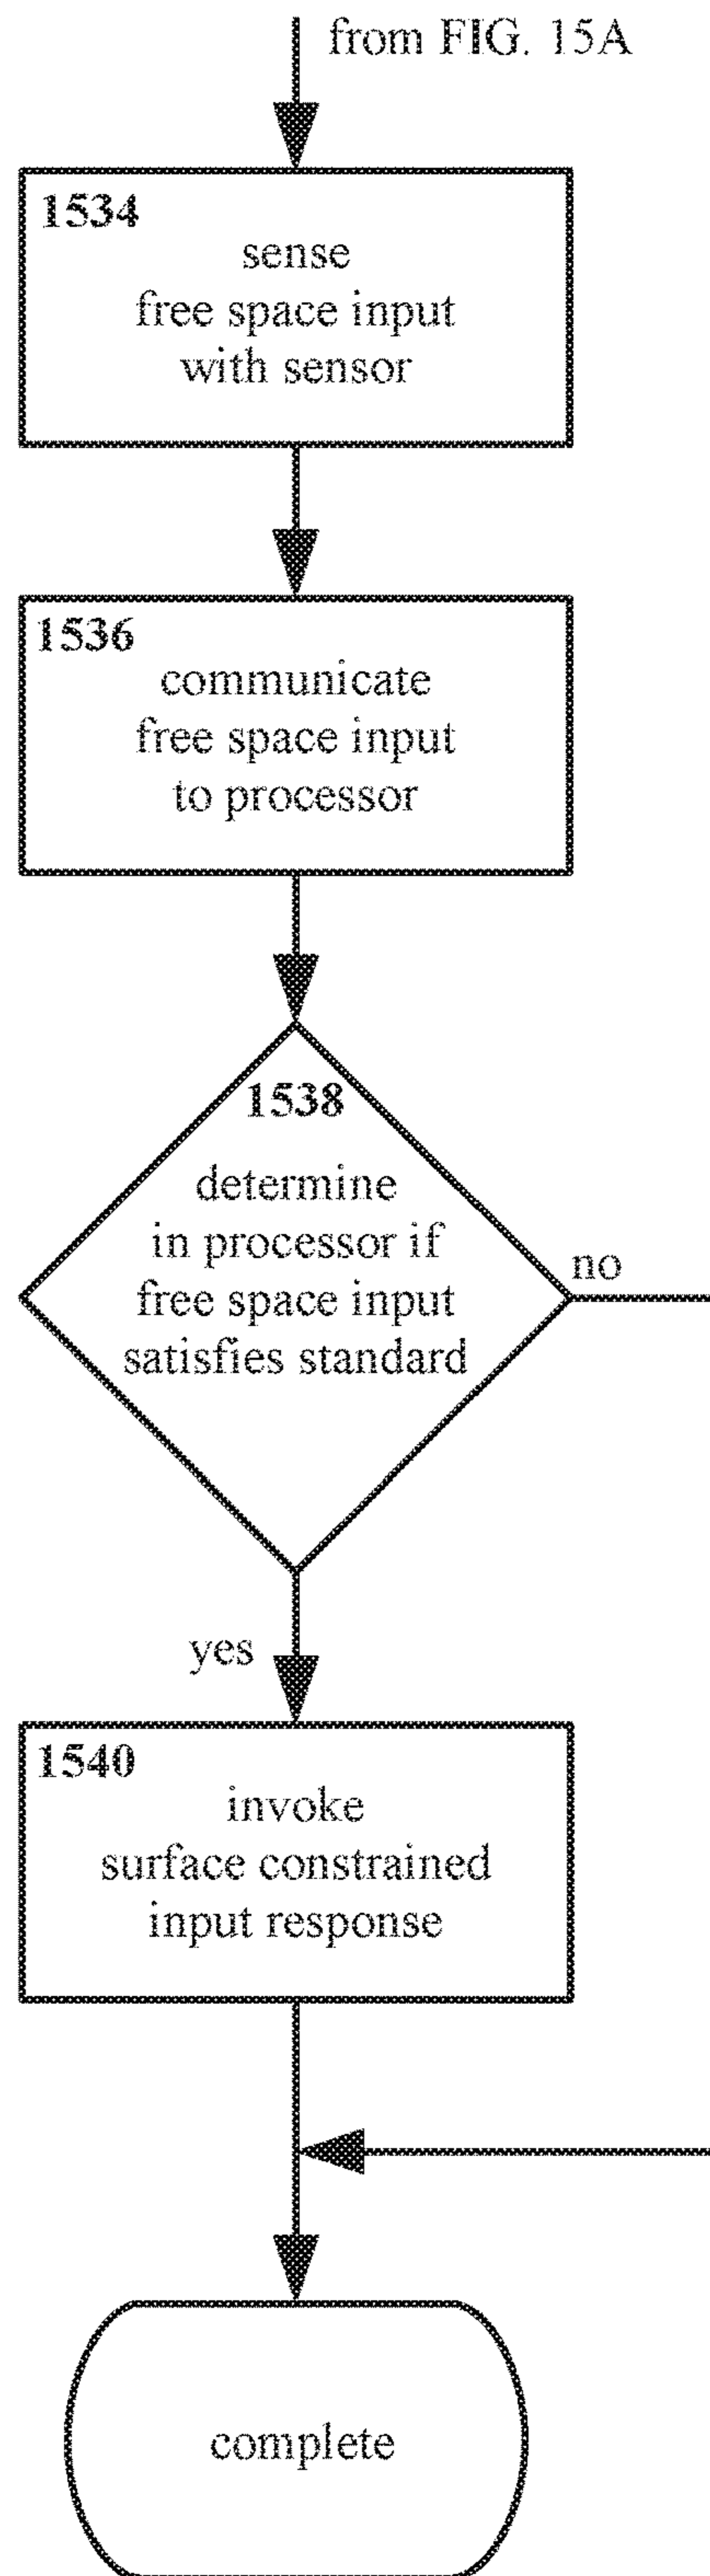 from FIG. 15A
1534
sense
free space input
with sensor
1536
communicate
free space input
to processor
1538
determine
in processor if
free space input
satisfies standard
no
yes
1540
invoke
surface constrained
input response
complete